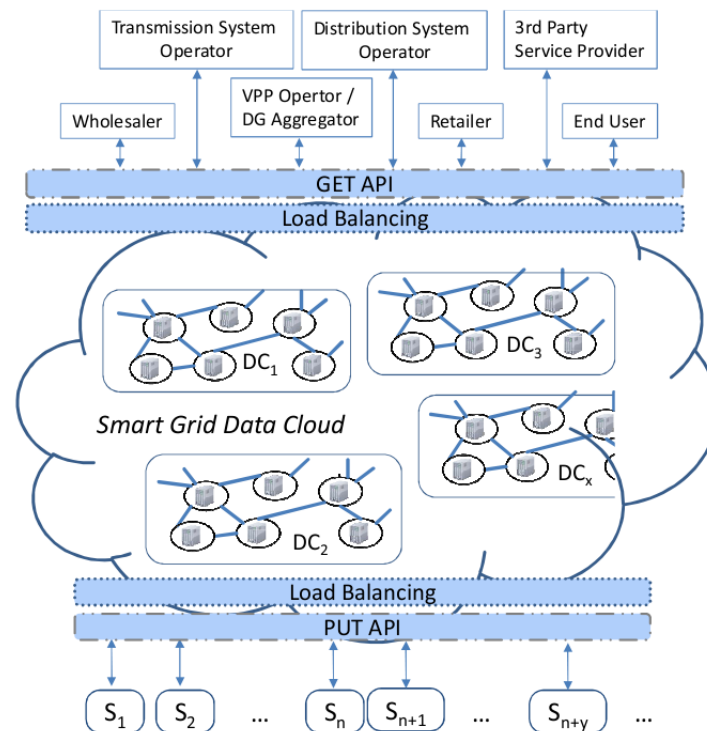 Transmission System
Operator
Distribution System
Operator
3rd Party
Service Provider
Wholesaler
VPP Opertor /
DG Aggregator
Retailer
End User
GET API
Load Balancing
DC1
DC3
Smart Grid Data Cloud
DCx
DC2
Load Balancing
PUT API
S1 S2 ... Sn Sn+1 ... Sn+y ...